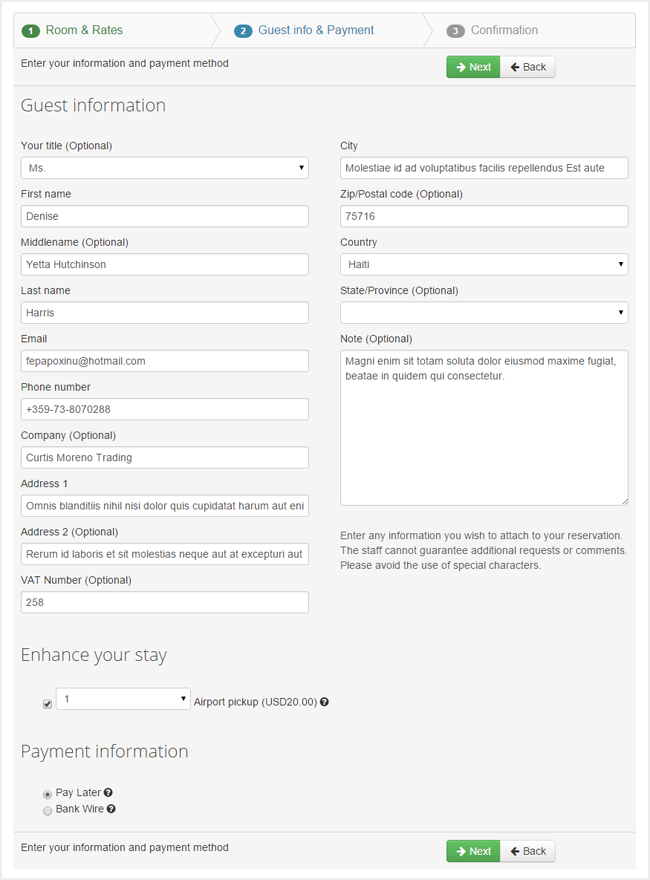 1 Room & Rates
2 Guest info & Payment
3 Confirmation
Enter your information and payment method
Next
Back
Guest information
Your title (Optional)
Ms.
First name
Denise
Middlename (Optional)
Yetta Hutchinson
Last name
Harris
Email
fepapoxinu@hotmail.com
Phone number
+359-73-8070288
Company (Optional)
Curtis Moreno Trading
Address 1
Omnis blanditiis nihil nisi dolor quis cupidatat harum aut eni
Address 2 (Optional)
Rerum id laboris et sit molestias neque aut at excepturi aut
VAT Number (Optional)
258
City
Molestiae id ad voluptatibus facilis repellendus Est aute
Zip/Postal code (Optional)
75716
Country
Haiti
State/Province (Optional)
Note (Optional)
Magni enim sit totam soluta dolor eiusmod maxime fugiat,
beatae in quidem qui consectetur.
Enter any information you wish to attach to your reservation.
The staff cannot guarantee additional requests or comments.
Please avoid the use of special characters.
Enhance your stay
1
Airport pickup (USD20.00) ?
Payment information
Pay Later ?
Bank Wire ?
Enter your information and payment method
Next
Back